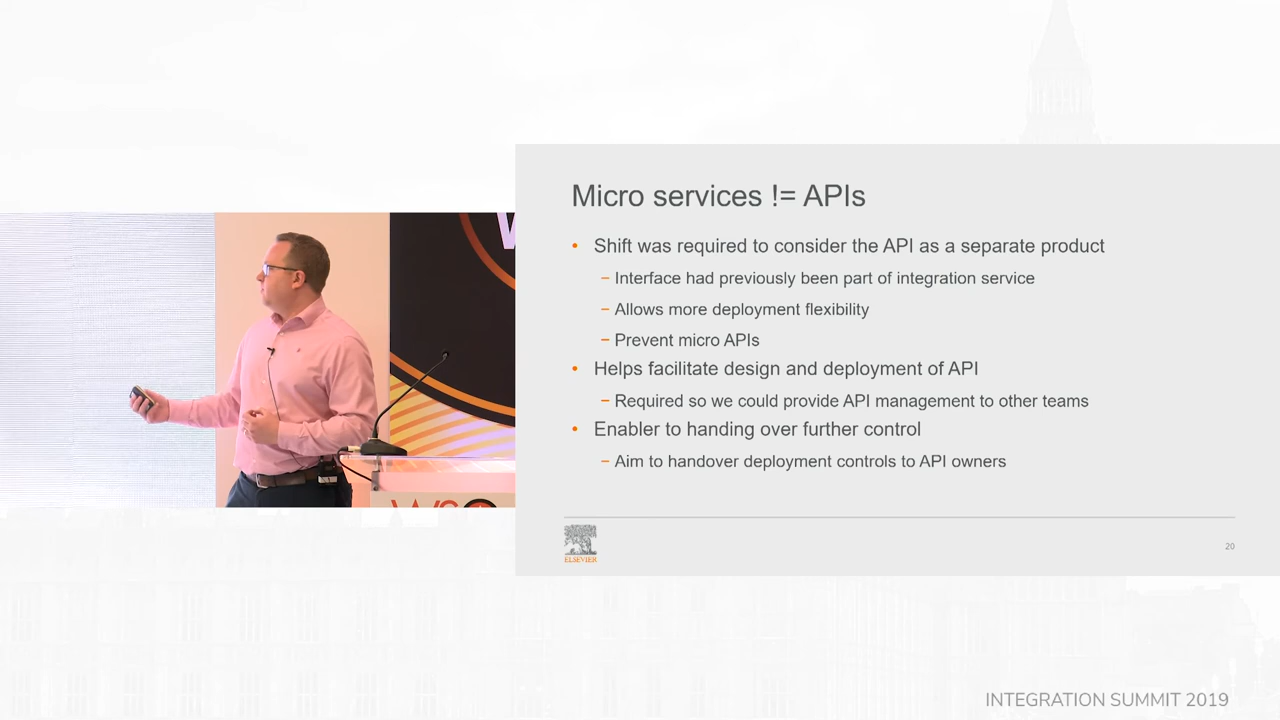 Micro services != APIs
• Shift was required to consider the API as a separate product
– Interface had previously been part of integration service
– Allows more deployment flexibility
– Prevent micro APIs
• Helps facilitate design and deployment of API
– Required so we could provide API management to other teams
• Enabler to handing over further control
– Aim to handover deployment controls to API owners
ELSEVIER
20
INTEGRATION SUMMIT 2019